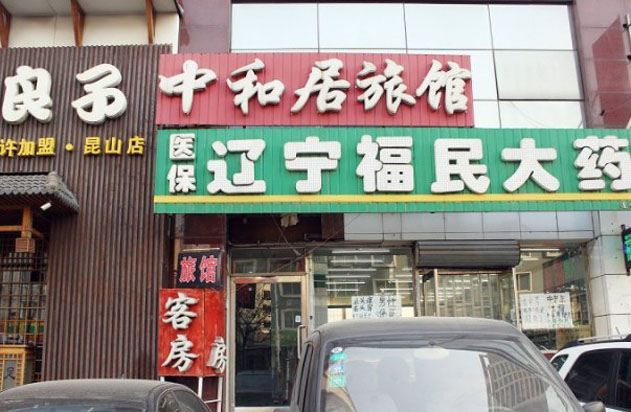 良子
许加盟·昆山店
中和居旅馆
医保
辽宁福民大药
旅馆
客房
房